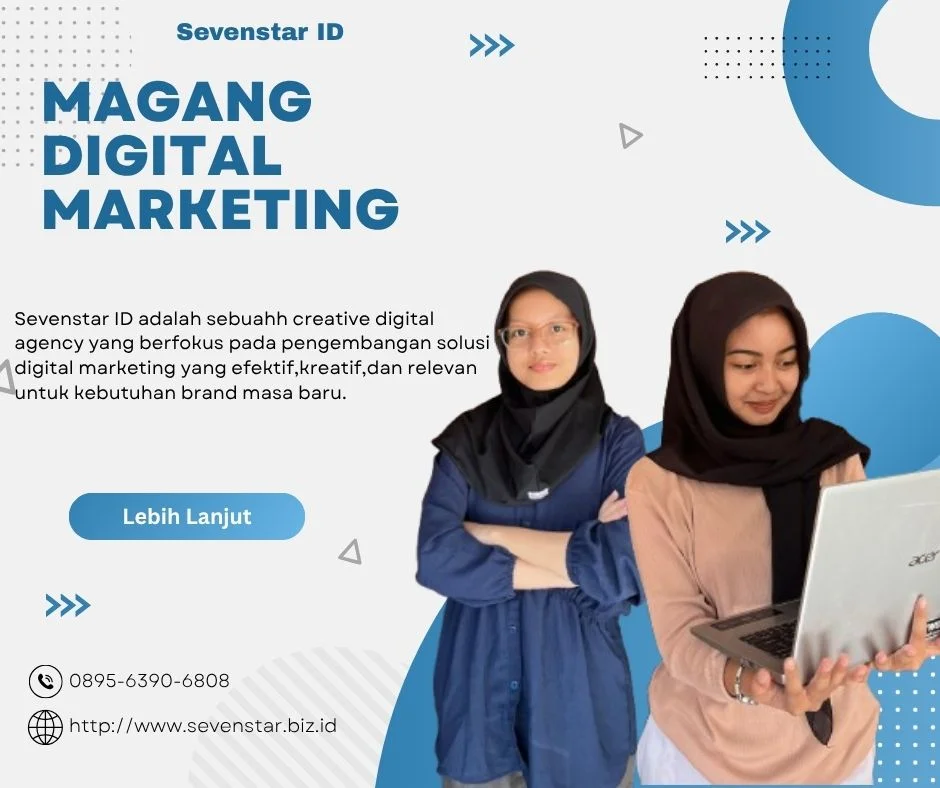 Sevenstar ID
MAGANG
DIGITAL
MARKETING
Sevenstar ID adalah sebuahh creative digital
agency yang berfokus pada pengembangan solusi
digital marketing yang efektif,kreatif,dan relevan
untuk kebutuhan brand masa baru.
Lebih Lanjut
acer
0895-6390-6808
http://www.sevenstar.biz.id